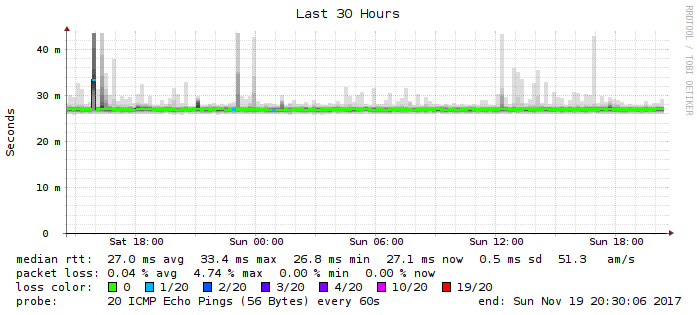 Last 30 Hours
RRDTOOL / TOBI OETIKER
Seconds
40 m
30 m
20 m
10 m
0
Sat 18:00 Sun 00:00 Sun 06:00 Sun 12:00 Sun 18:00
median rtt: 27.0 ms avg 33.4 ms max 26.8 ms min 27.1 ms now 0.5 ms sd 51.3 am/s
packet loss: 0.04 % avg 4.74 % max 0.00 % min 0.00 % now
loss color: 0 1/20 2/20 3/20 4/20 10/20 19/20
probe: 20 ICMP Echo Pings (56 Bytes) every 60s end: Sun Nov 19 20:30:06 2017